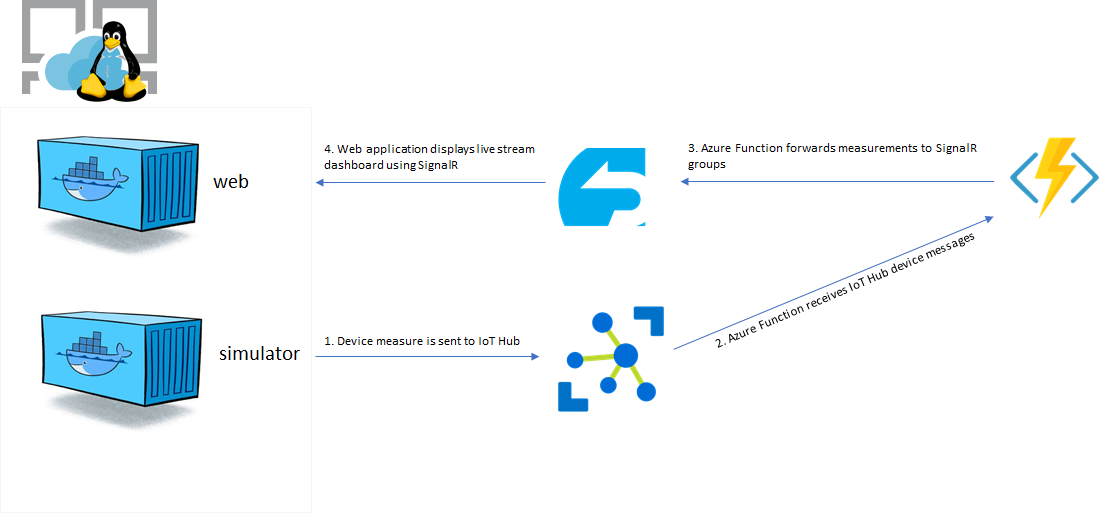 4. Web application displays live stream
dashboard using SignalR
3. Azure Function forwards measurements to SignalR
groups
web
2. Azure Function receives IoT Hub device messages
simulator
1. Device measure is sent to IoT Hub